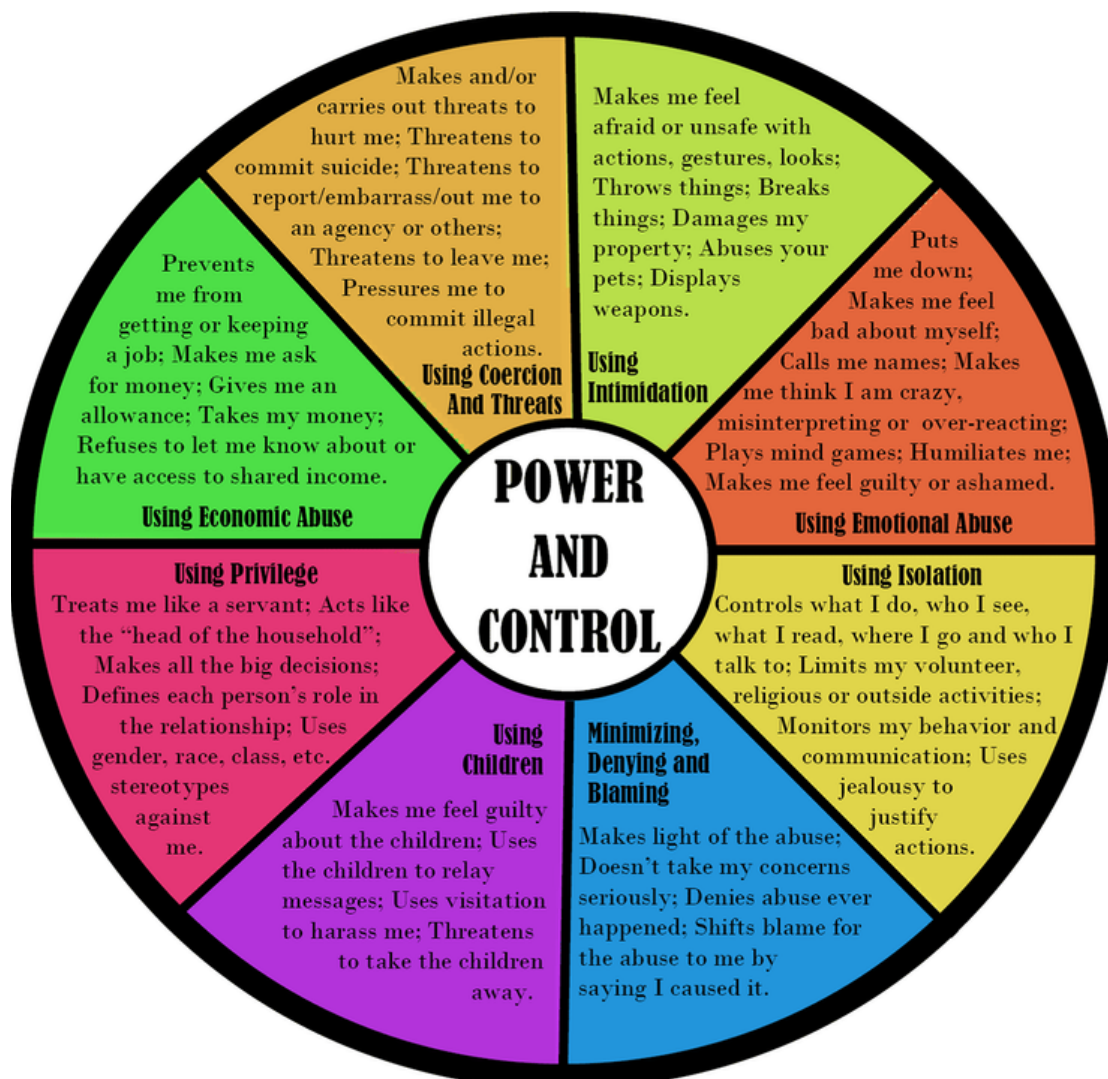 Makes and/or
carries out threats to
hurt me; Threatens to
commit suicide; Threatens to
report/embarrass/out me to
an agency or others;
Threatens to leave me;
Pressures me to
commit illegal
actions.
Using Coercion
And Threats
Makes me feel
afraid or unsafe with
actions, gestures, looks;
Throws things; Breaks
things; Damages my
property; Abuses your
pets; Displays
weapons.
Using
Intimidation
Puts
me down;
Makes me feel
bad about myself;
Calls me names; Makes
me think I am crazy,
misinterpreting or over-reacting;
Plays mind games; Humiliates me;
Makes me feel guilty or ashamed.
Using Emotional Abuse
Using Isolation
Controls what I do, who I see,
what I read, where I go and who I
talk to; Limits my volunteer,
religious or outside activities;
Monitors my behavior and
communication; Uses
jealousy to
justify
actions.
Minimizing,
Denying and
Blaming
Makes light of the abuse;
Doesn't take my concerns
seriously; Denies abuse ever
happened; Shifts blame for
the abuse to me by
saying I caused it.
Using
Children
Makes me feel guilty
about the children; Uses
the children to relay
messages; Uses visitation
to harass me; Threatens
to take the children
away.
Using Privilege
Treats me like a servant; Acts like
the “head of the household”;
Makes all the big decisions;
Defines each person's role in
the relationship; Uses
gender, race, class, etc.
stereotypes
against
me.
Prevents
me from
getting or keeping
a job; Makes me ask
for money; Gives me an
allowance; Takes my money;
Refuses to let me know about or
have access to shared income.
Using Economic Abuse
POWER
AND
CONTROL